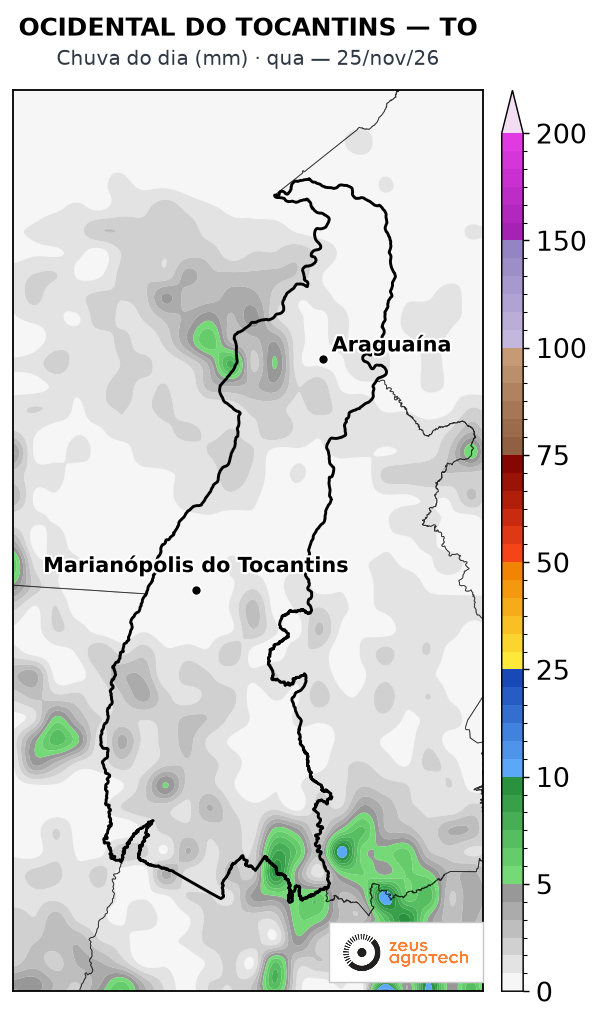 OCIDENTAL DO TOCANTINS — TO
Chuva do dia (mm) · qua — 25/nov/26
200
150
100
75
50
25
10
5
0
Araguaína
Marianópolis do Tocantins
zeus
agrotech